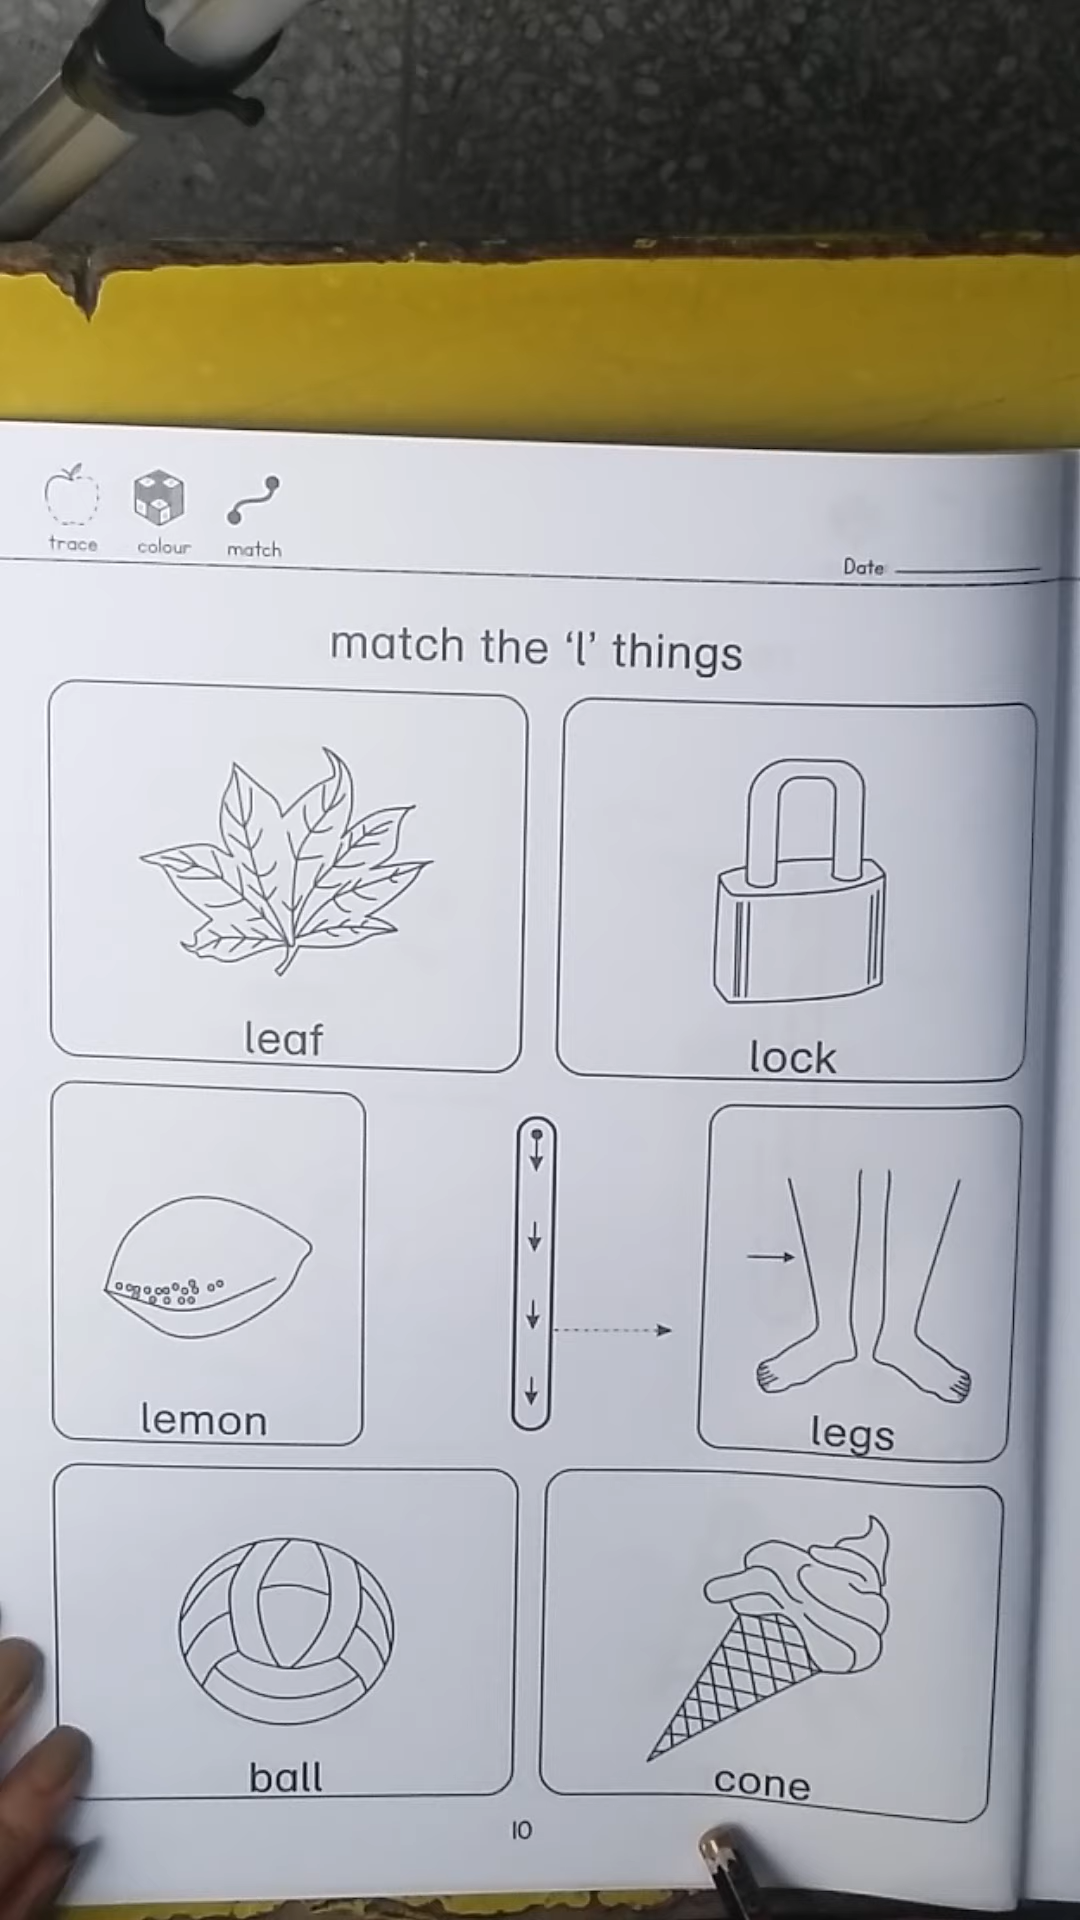 trace colour match
Date
match the ‘l’ things
leaf
lock
lemon
legs
ball
cone
10